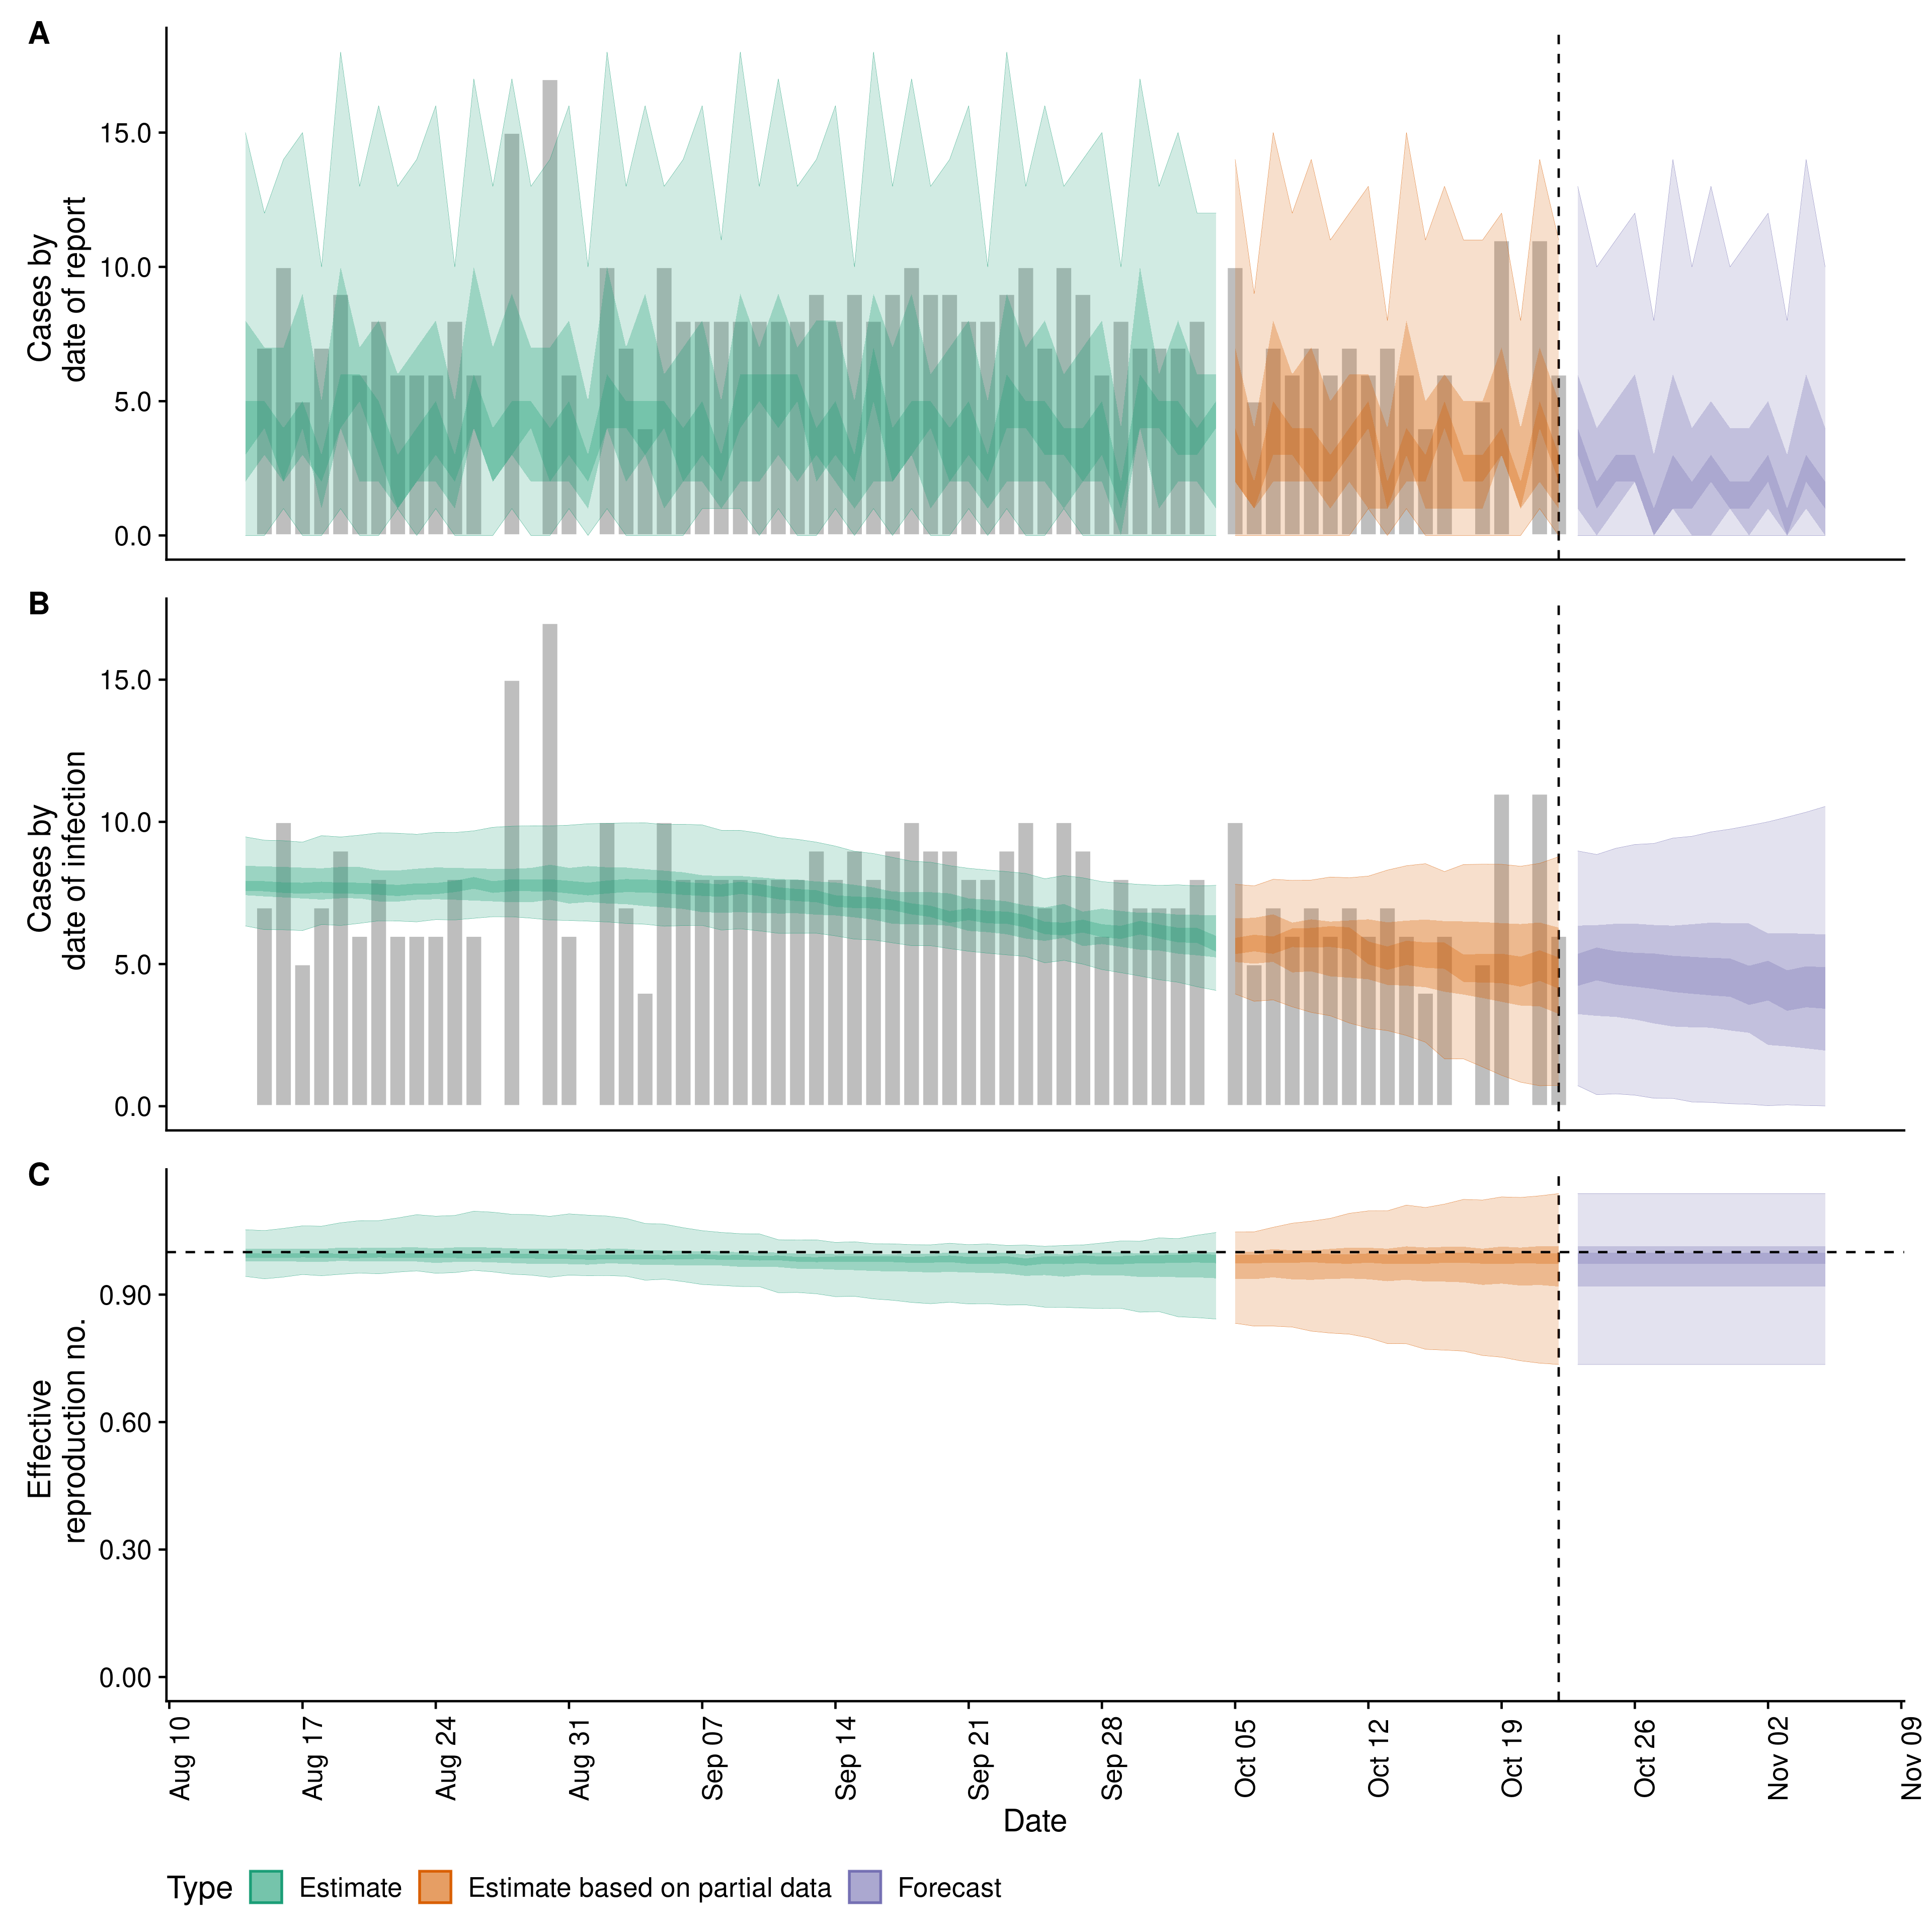 A
Cases by
date of report
15.0
10.0
5.0
0.0
B
Cases by
date of infection
15.0
10.0
5.0
0.0
C
Effective
reproduction no.
0.90
0.60
0.30
0.00
Aug 10
Aug 17
Aug 24
Aug 31
Sep 07
Sep 14
Sep 21
Sep 28
Oct 05
Oct 12
Oct 19
Oct 26
Nov 02
Nov 09
Date
Type Estimate Estimate based on partial data Forecast